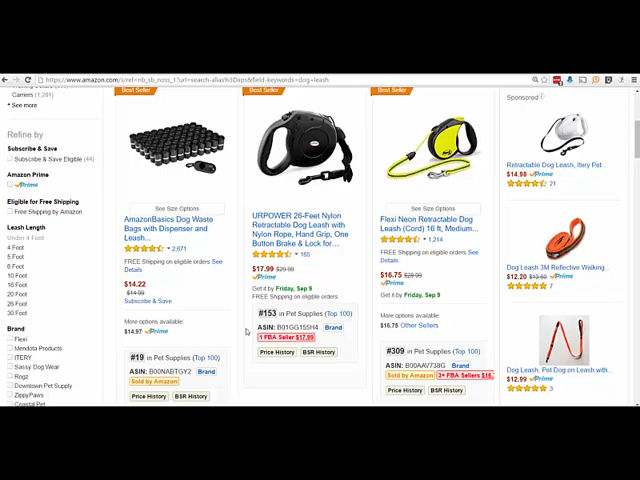 https://www.amazon.com/s/ref=nb_sb_noss_1?url=search-alias%3Daps&field-keywords=dog+leash
Carriers (1,281)
See more
Refine by
Subscribe & Save
Subscribe & Save Eligible (44)
Amazon Prime
Prime
Eligible for Free Shipping
Free Shipping by Amazon
Leash Length
Under 4 Foot
4 Foot
5 Foot
6 Foot
10 Foot
16 Foot
20 Foot
26 Foot
30 Foot
Brand
Flexi
Mendota Products
ITERY
Sassy Dog Wear
Rogz
Downtown Pet Supply
ZippyPaws
Coastal Pet
Best Seller
See Size Options
AmazonBasics Dog Waste
Bags with Dispenser and
Leash...
2,671
FREE Shipping on eligible orders See
Details
$14.22
$14.99
Subscribe & Save
More options available:
$14.97 Prime
#19 in Pet Supplies (Top 100)
ASIN: B00NABTGY2 Brand
Sold by Amazon
Price History BSR History
Best Seller
URPOWER 26-Feet Nylon
Retractable Dog Leash with
Nylon Rope, Hand Grip, One
Button Brake & Lock for...
165
$17.99 $29.99
Prime
Get it by Friday, Sep 9
FREE Shipping on eligible orders
#153 in Pet Supplies (Top 100)
ASIN: B01GG155H4 Brand
1 FBA Seller $17.99
Price History BSR History
Best Seller
See Size Options
Flexi Neon Retractable Dog
Leash (Cord) 16 ft, Medium...
1,214
FREE Shipping on eligible orders See
Details
$16.75 $29.99
Prime
Get it by Friday, Sep 9
More options available:
$16.75 Other Sellers
#309 in Pet Supplies (Top 100)
ASIN: B00AAV738G Brand
Sold by Amazon 3+ FBA Sellers $16.
Price History BSR History
Sponsored
Retractable Dog Leash, Itery Pet...
$14.98 Prime
21
Dog Leash 3M Reflective Walking...
$12.20 Prime
7
Dog Leash, Pet Dog on Leash with...
$12.99 Prime
3